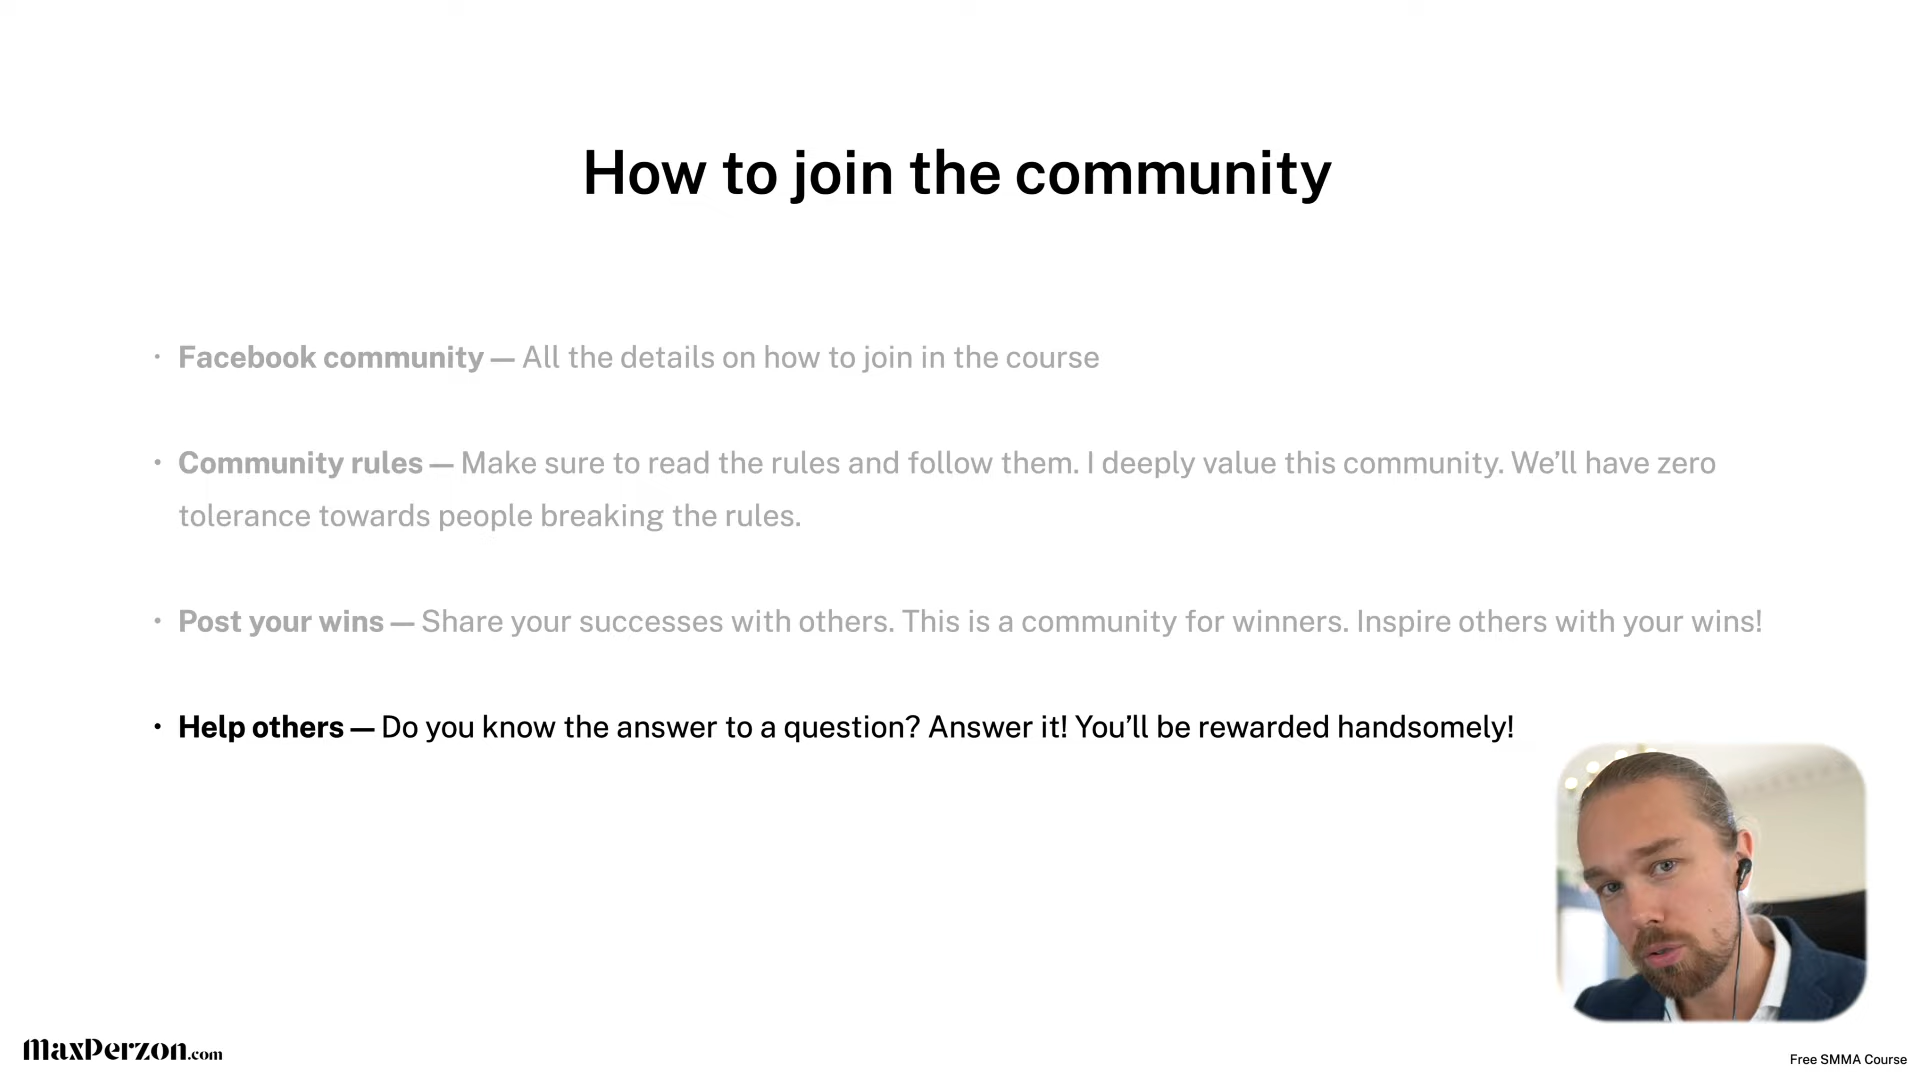 How to join the community
• Facebook community — All the details on how to join in the course
• Community rules — Make sure to read the rules and follow them. I deeply value this community. We’ll have zero
tolerance towards people breaking the rules.
• Post your wins — Share your successes with others. This is a community for winners. Inspire others with your wins!
• Help others — Do you know the answer to a question? Answer it! You’ll be rewarded handsomely!
MaxPerzon.com
Free SMMA Course